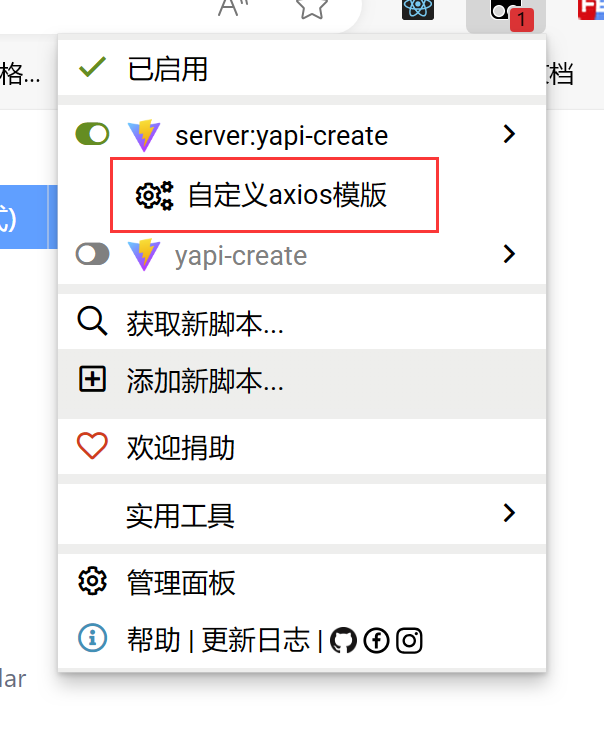 A
1
格...
档
已启用
server:yapi-create
自定义axios模版
yapi-create
获取新脚本...
添加新脚本...
欢迎捐助
实用工具
管理面板
帮助 | 更新日志 |
lar